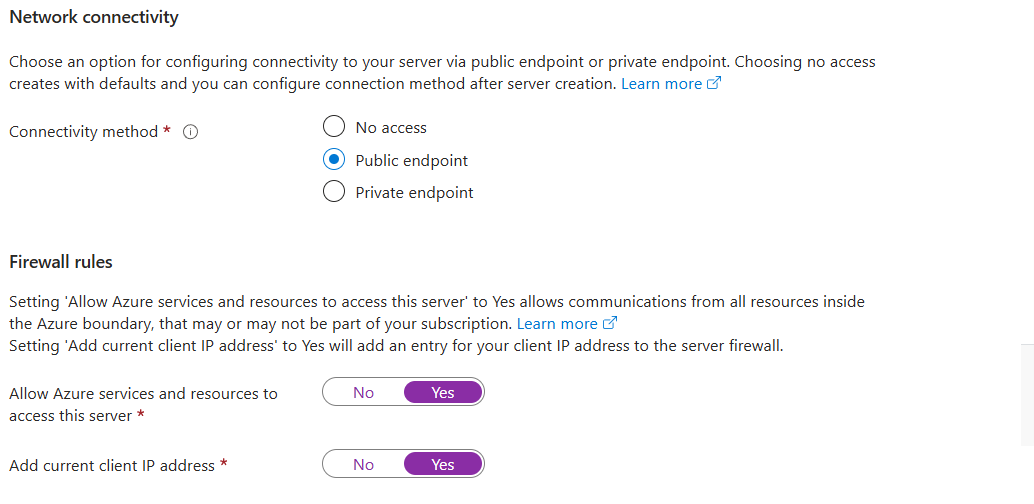 Network connectivity
Choose an option for configuring connectivity to your server via public endpoint or private endpoint. Choosing no access
creates with defaults and you can configure connection method after server creation. Learn more
Connectivity method *
No access
Public endpoint
Private endpoint
Firewall rules
Setting 'Allow Azure services and resources to access this server' to Yes allows communications from all resources inside
the Azure boundary, that may or may not be part of your subscription. Learn more
Setting 'Add current client IP address' to Yes will add an entry for your client IP address to the server firewall.
Allow Azure services and resources to
access this server *
No Yes
Add current client IP address *
No Yes